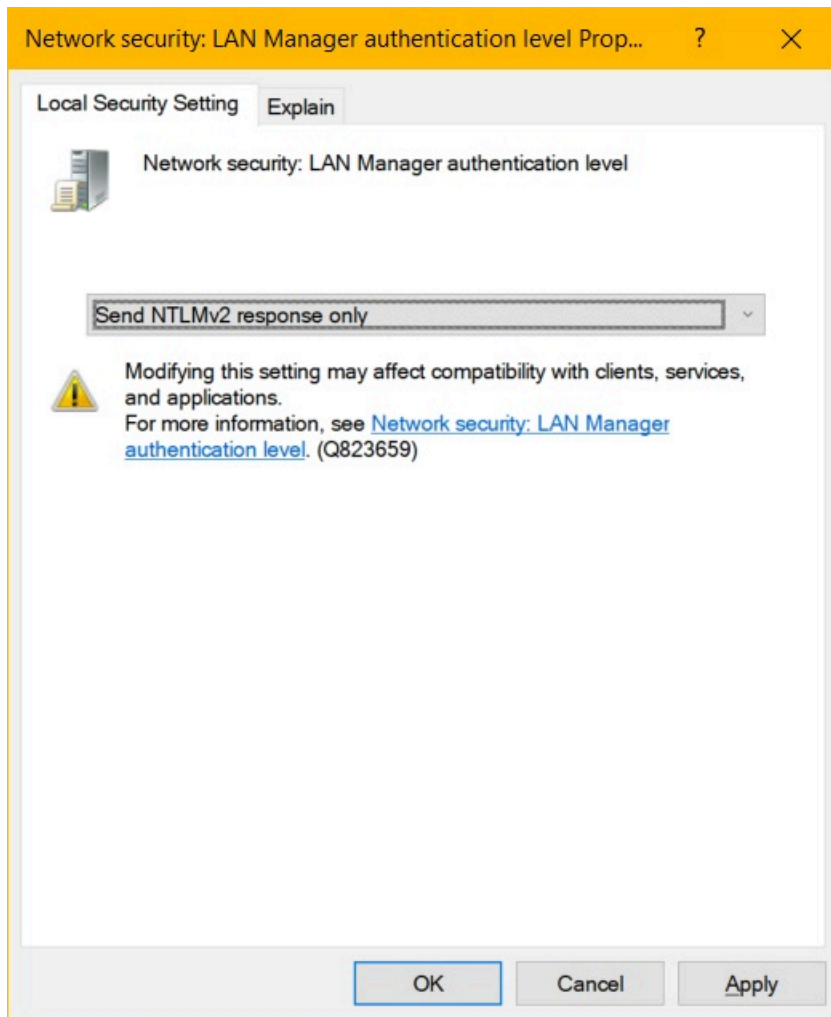 Network security: LAN Manager authentication level Prop... ?
Local Security Setting Explain
Network security: LAN Manager authentication level
Send NTLMv2 response only
Modifying this setting may affect compatibility with clients, services,
and applications.
For more information, see Network security: LAN Manager
authentication level. (Q823659)
OK Cancel Apply